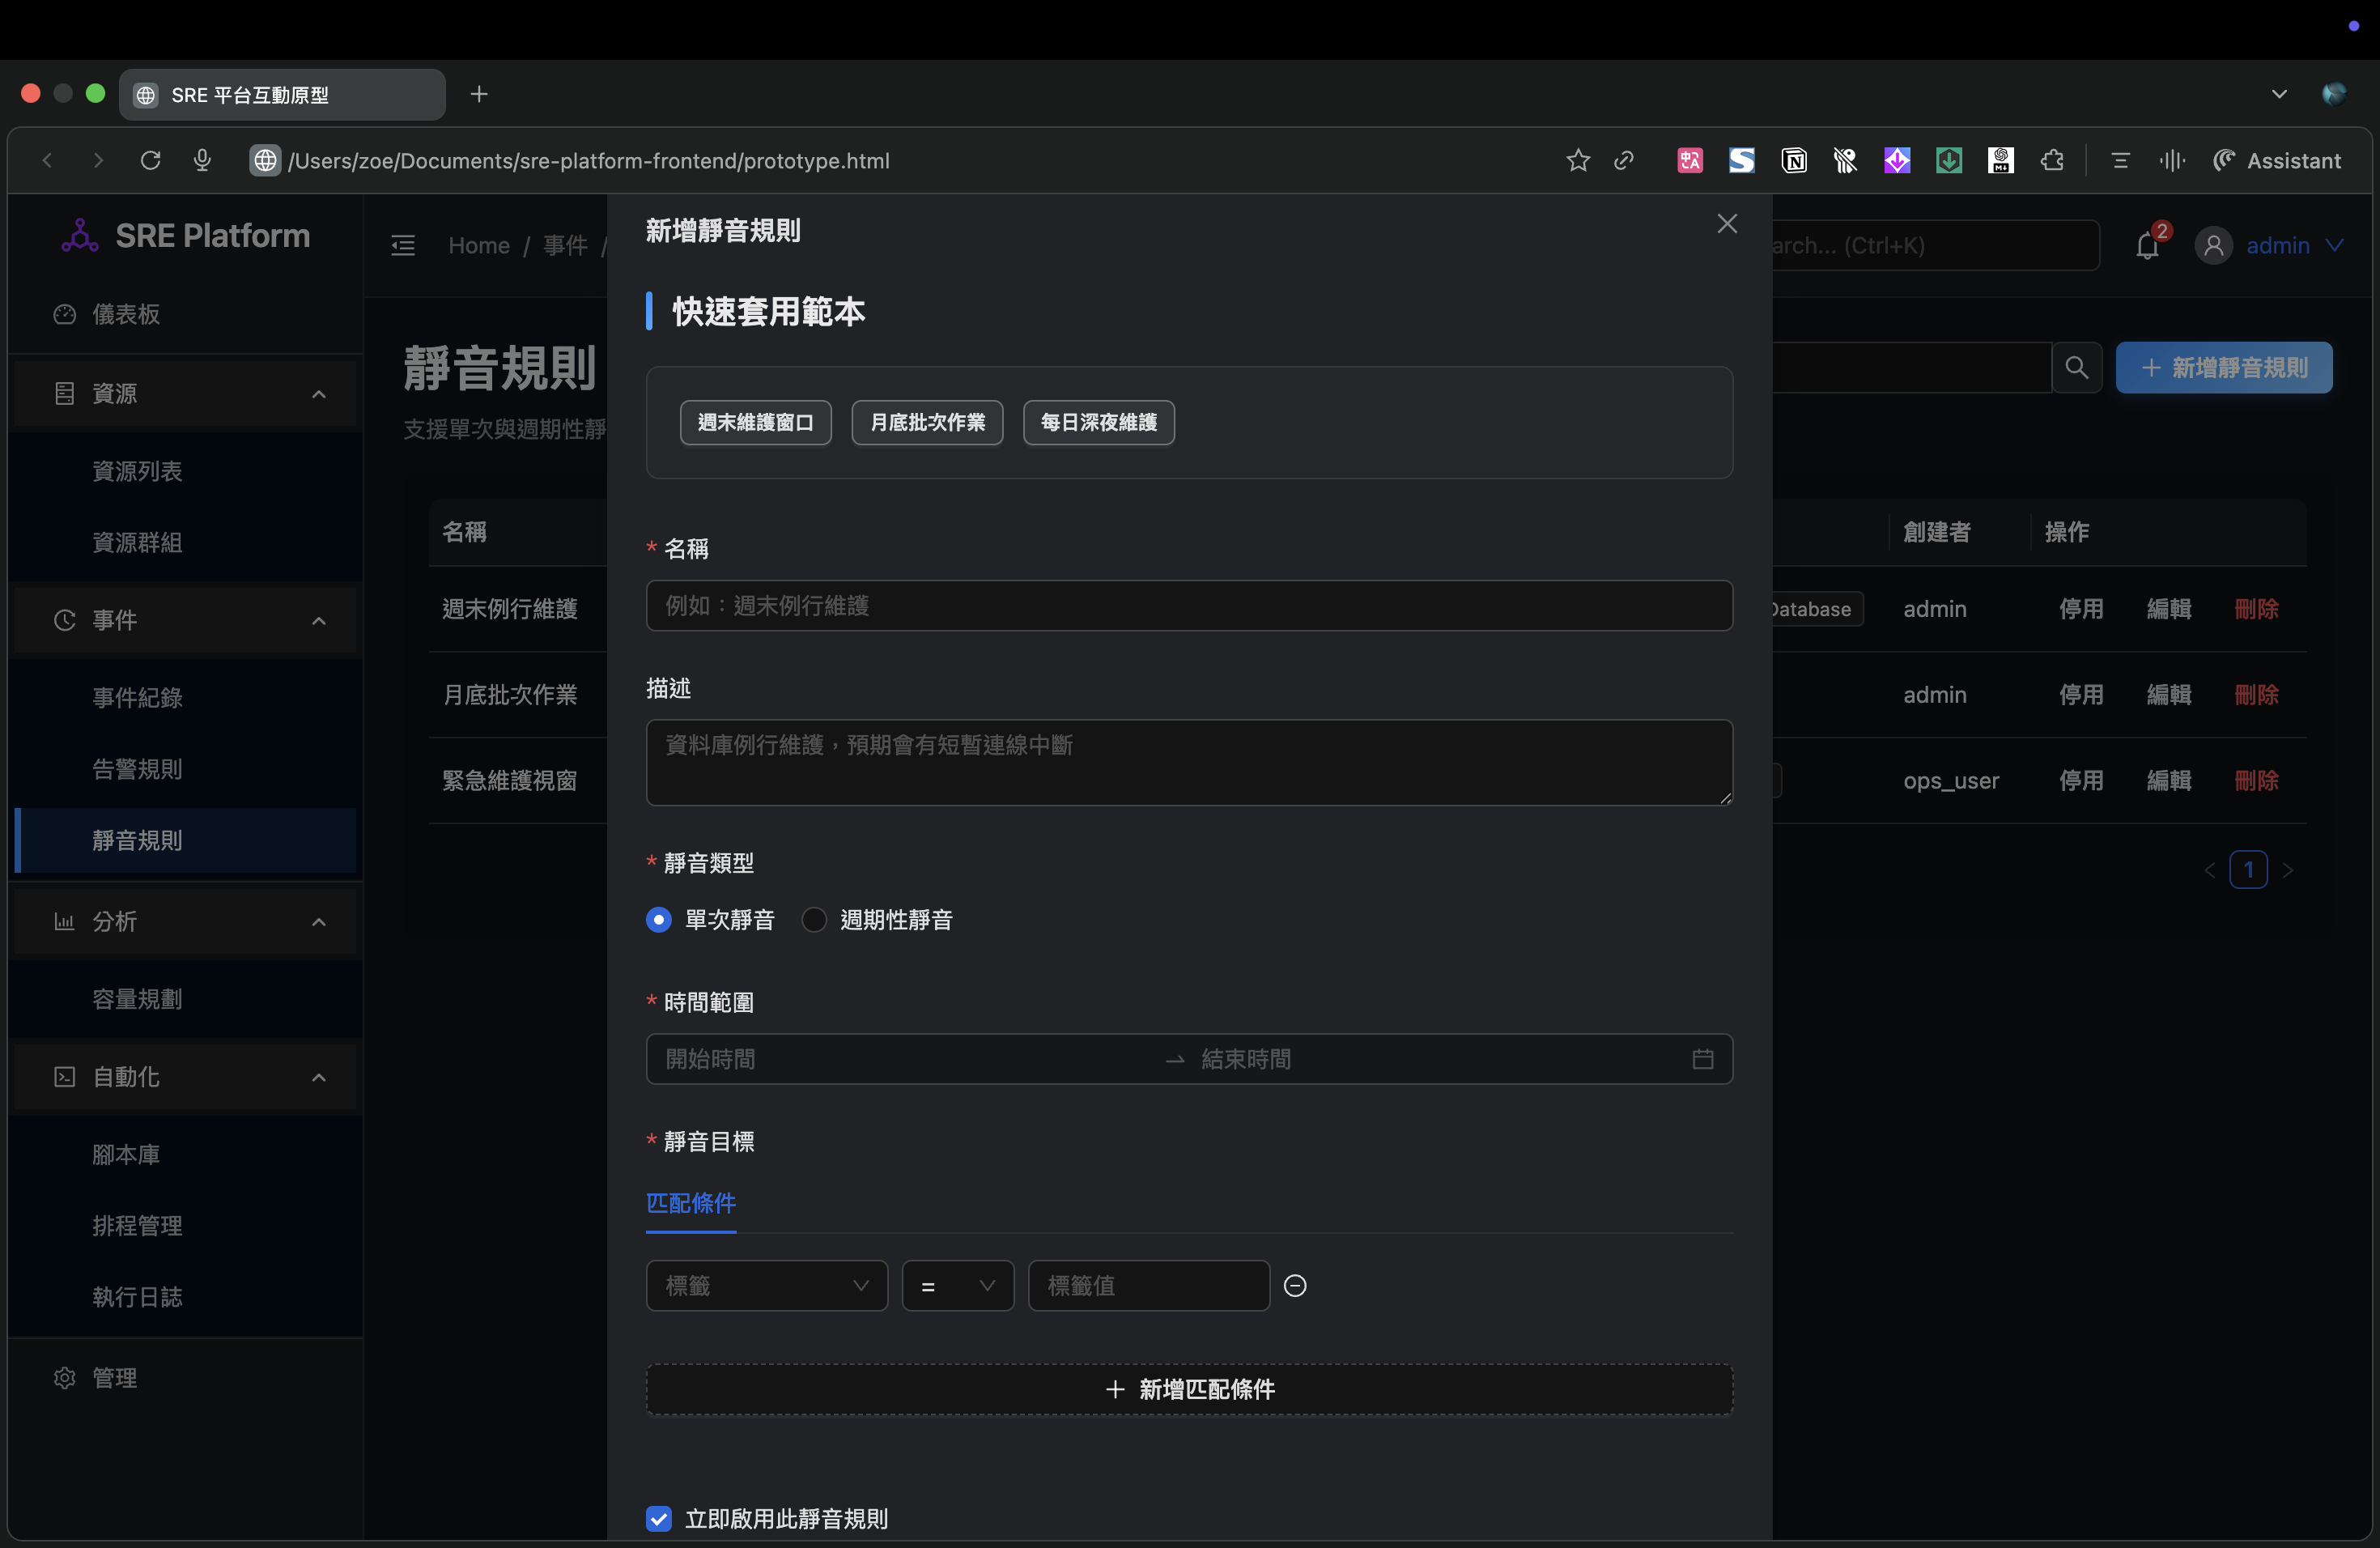 SRE 平台互動原型
/Users/zoe/Documents/sre-platform-frontend/prototype.html
Assistant
SRE Platform
Home / 事件 /
arch... (Ctrl+K)
2
admin
儀表板
資源
資源列表
資源群組
事件
事件紀錄
告警規則
靜音規則
分析
容量規劃
自動化
腳本庫
排程管理
執行日誌
管理
靜音規則
支援單次與週期性靜
新增靜音規則
名稱
創建者
操作
週末例行維護
Database
admin
停用
編輯
刪除
月底批次作業
admin
停用
編輯
刪除
緊急維護視窗
ops_user
停用
編輯
刪除
1
新增靜音規則
快速套用範本
週末維護窗口
月底批次作業
每日深夜維護
* 名稱
例如：週末例行維護
描述
資料庫例行維護，預期會有短暫連線中斷
* 靜音類型
單次靜音
週期性靜音
* 時間範圍
開始時間
結束時間
* 靜音目標
匹配條件
標籤
=
標籤值
新增匹配條件
立即啟用此靜音規則